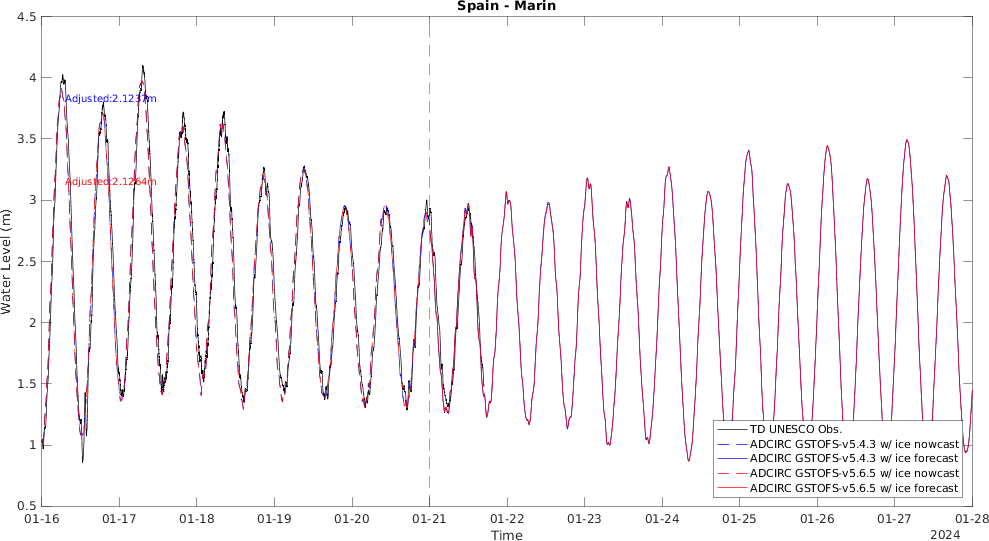 Spain - Marin
4.5
4
3.5
3
2.5
2
1.5
1
0.5
Water Level (m)
Adjusted:2.1237m
Adjusted:2.1264m
TD UNESCO Obs.
ADCIRC GSTOFS-v5.4.3 w/ ice nowcast
ADCIRC GSTOFS-v5.4.3 w/ ice forecast
ADCIRC GSTOFS-v5.6.5 w/ ice nowcast
ADCIRC GSTOFS-v5.6.5 w/ ice forecast
01-16 01-17 01-18 01-19 01-20 01-21 01-22 01-23 01-24 01-25 01-26 01-27 01-28
Time
2024